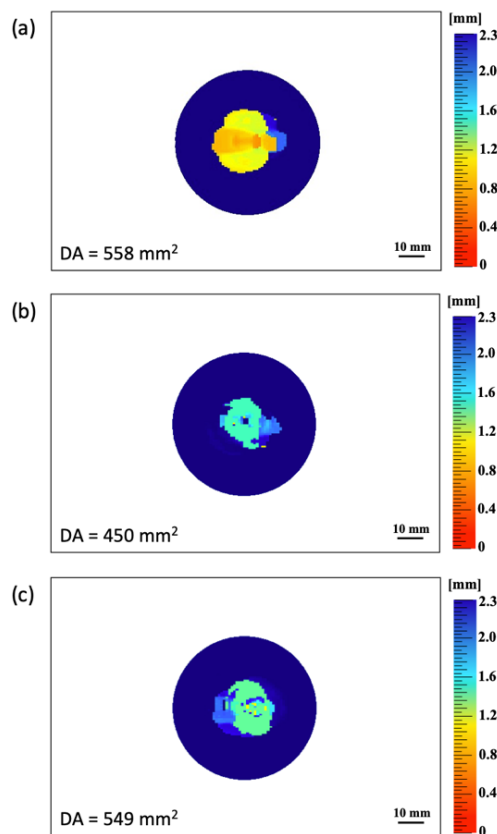 (a)
[mm]
2.3
2.0
1.6
1.2
0.8
0.4
0
DA = 558 mm²
10 mm
(b)
[mm]
2.3
2.0
1.6
1.2
0.8
0.4
0
DA = 450 mm²
10 mm
(c)
[mm]
2.3
2.0
1.6
1.2
0.8
0.4
0
DA = 549 mm²
10 mm